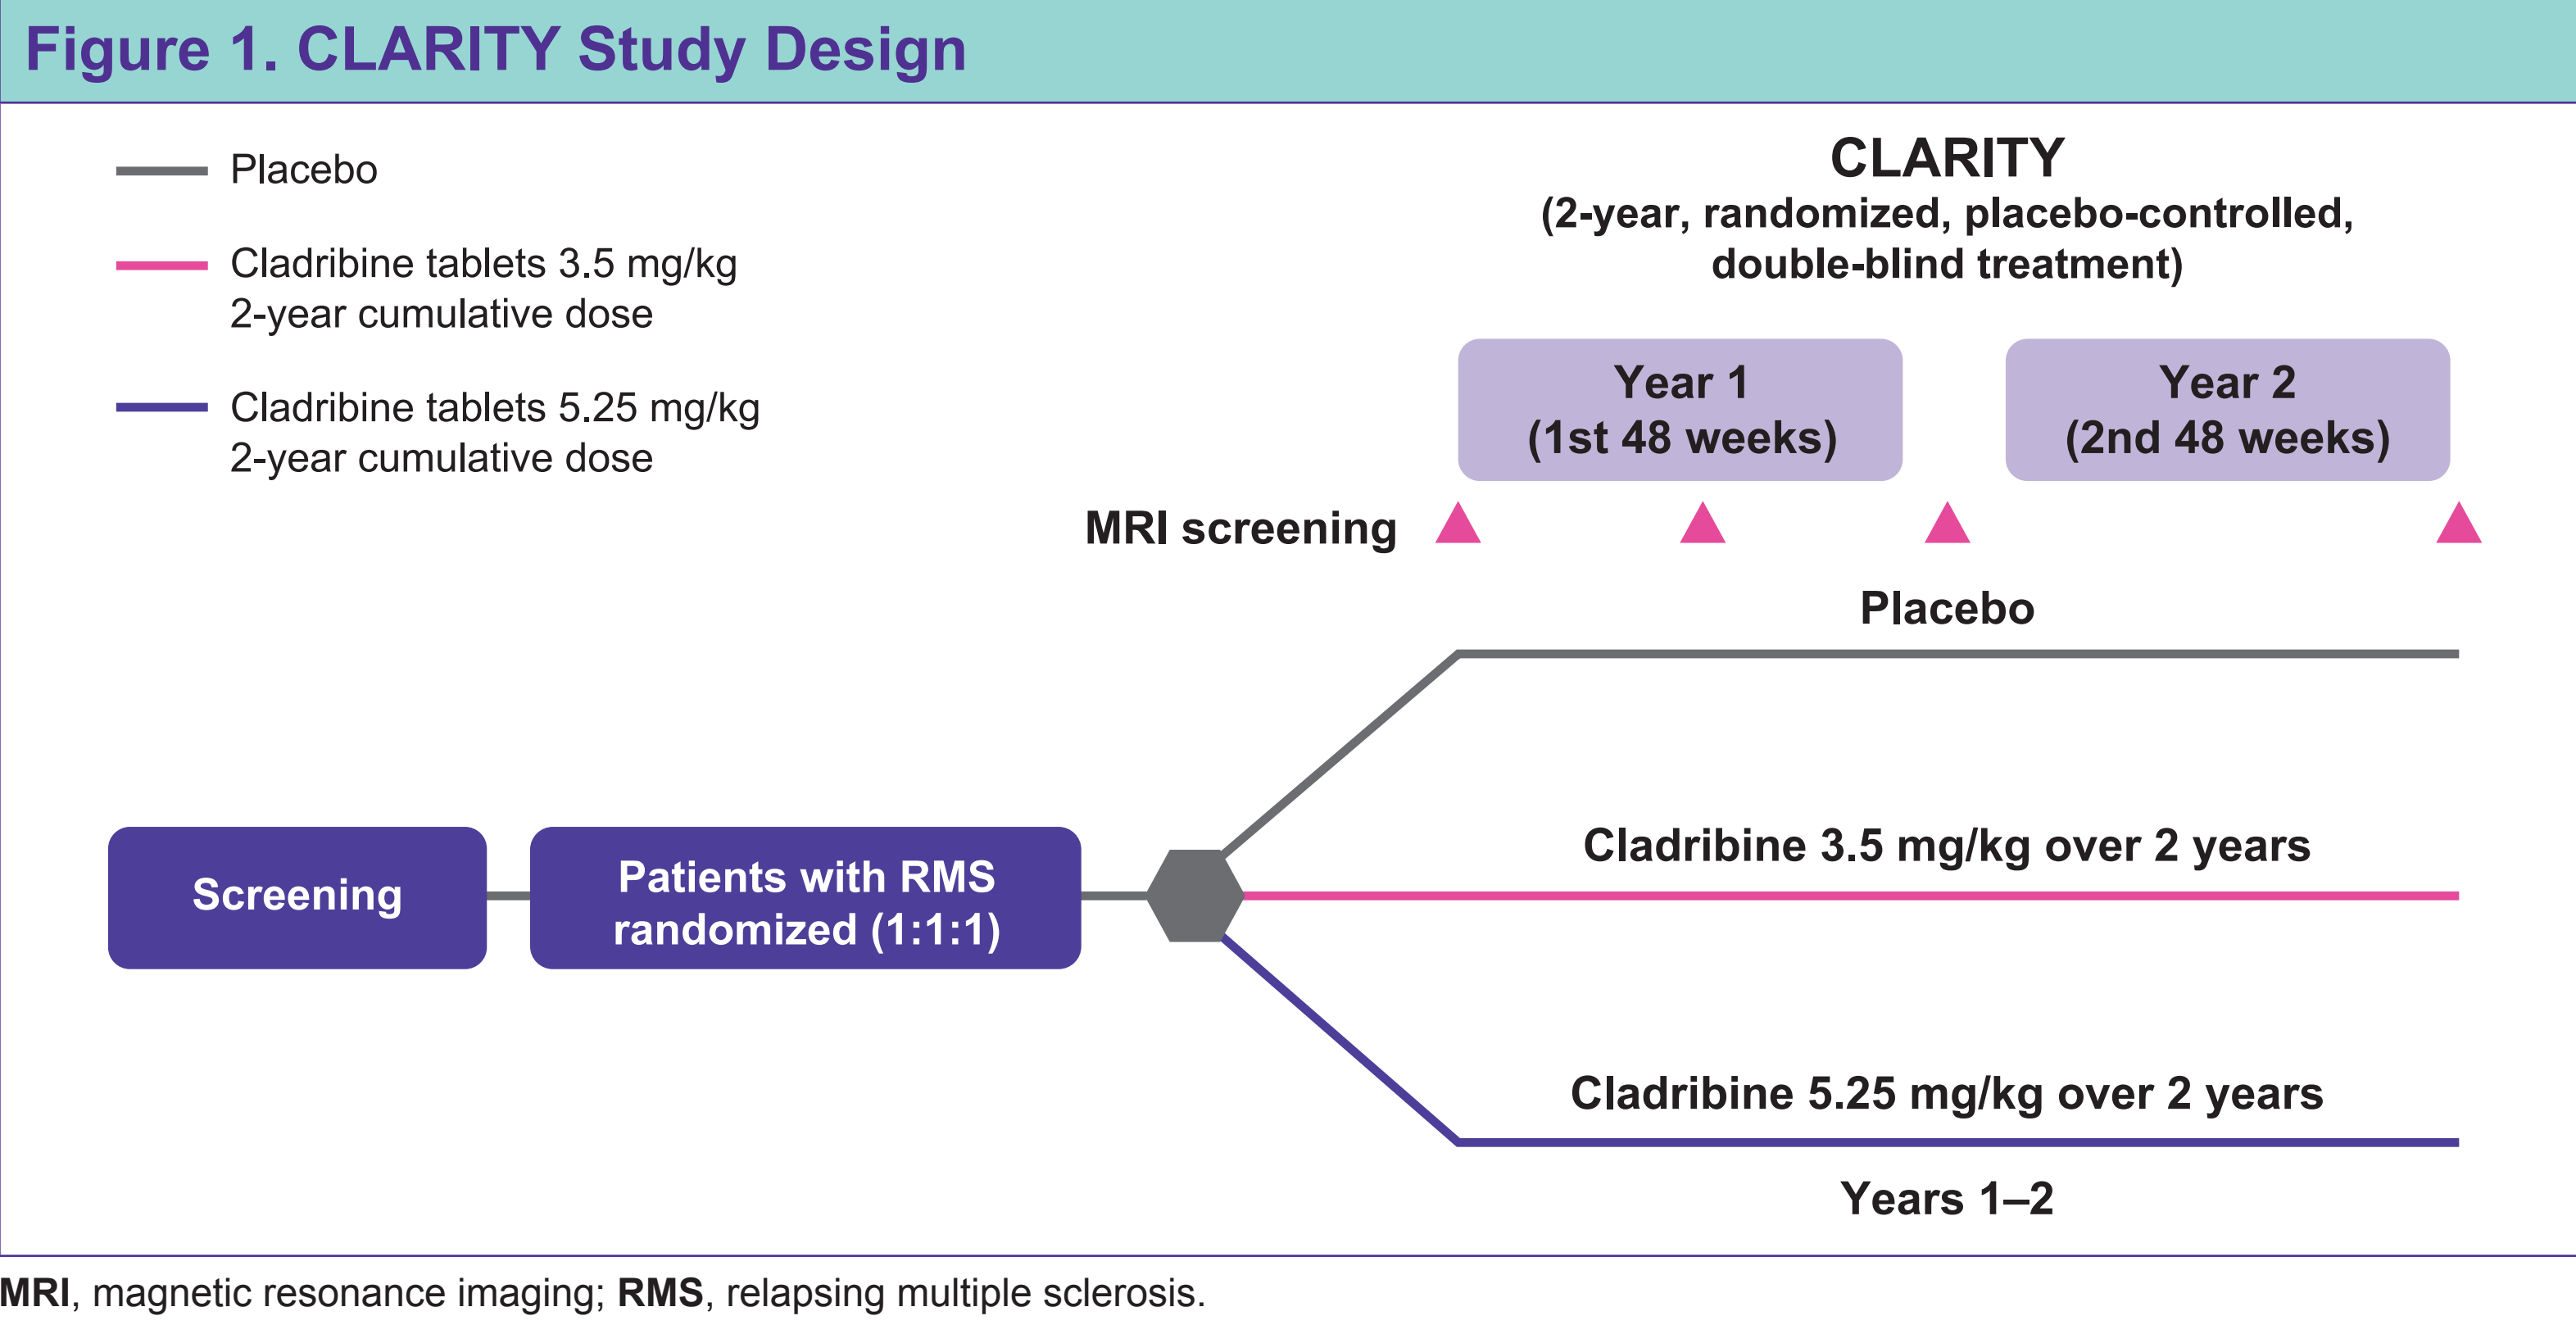 Figure 1. CLARITY Study Design
Placebo
Cladribine tablets 3.5 mg/kg
2-year cumulative dose
Cladribine tablets 5.25 mg/kg
2-year cumulative dose
CLARITY
(2-year, randomized, placebo-controlled,
double-blind treatment)
Year 1
(1st 48 weeks)
Year 2
(2nd 48 weeks)
MRI screening
Placebo
Screening
Patients with RMS
randomized (1:1:1)
Cladribine 3.5 mg/kg over 2 years
Cladribine 5.25 mg/kg over 2 years
Years 1–2
MRI, magnetic resonance imaging; RMS, relapsing multiple sclerosis.